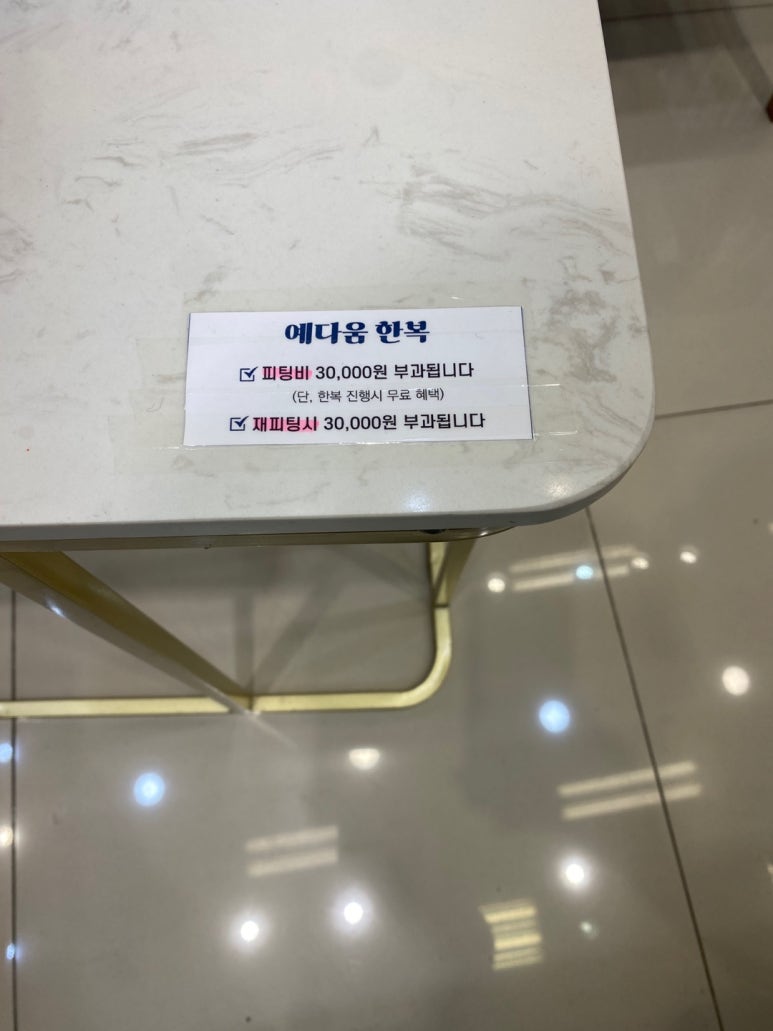 예다움 한복
☑ 피팅비 30,000원 부과됩니다
(단, 한복 진행시 무료 혜택)
☑ 재피팅시 30,000원 부과됩니다